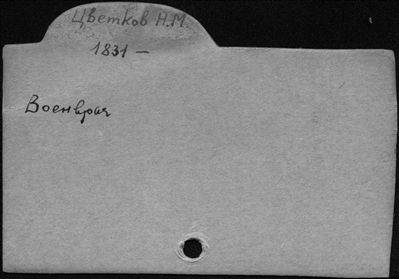 Цветков Н.М.
1831 –
Военврач